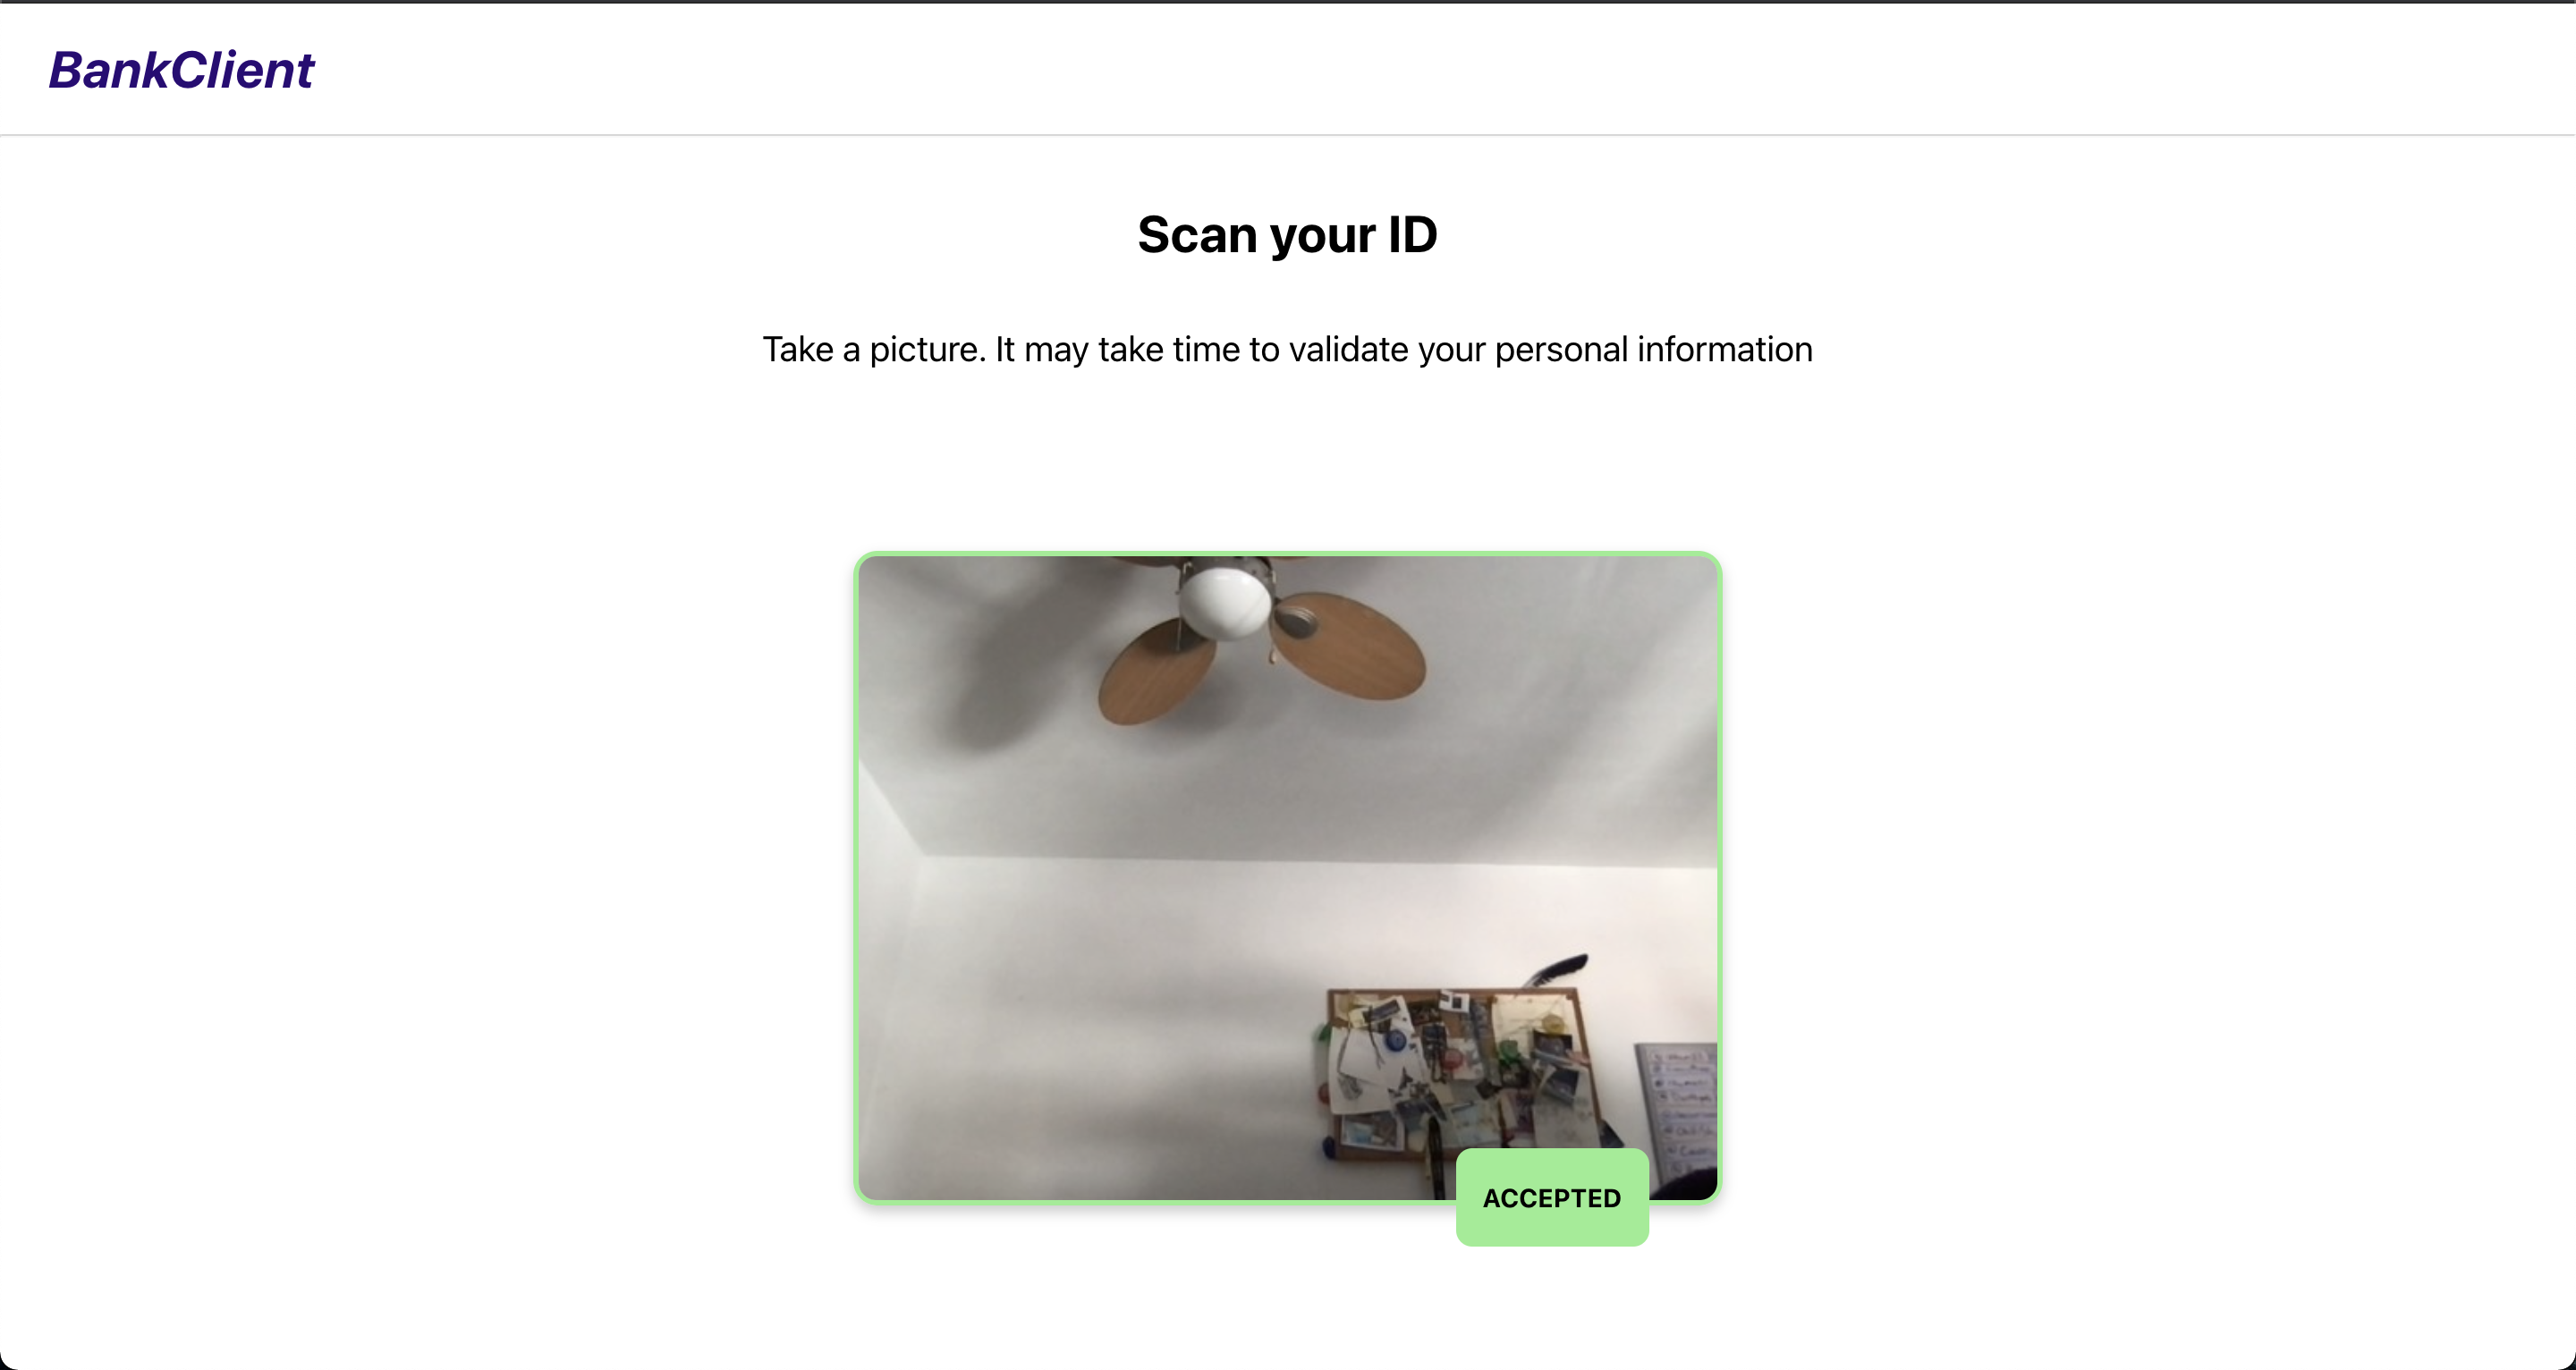 BankClient
Scan your ID
Take a picture. It may take time to validate your personal information
ACCEPTED